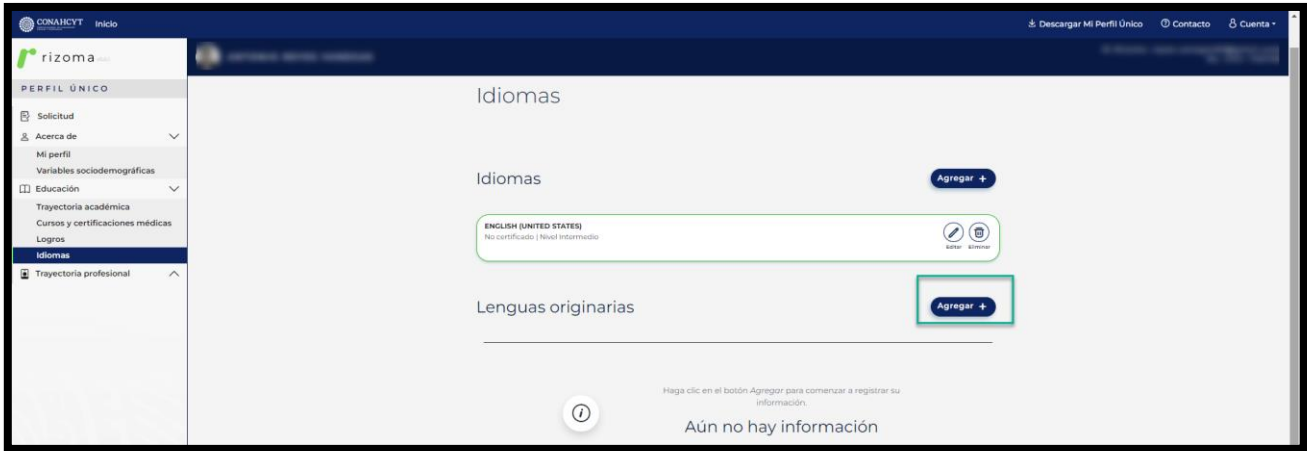 CONAHCYT Inicio
Descargar Mi Perfil Único Contacto Cuenta
rizoma
PERFIL ÚNICO
Solicitud
Acerca de
Mi perfil
Variables sociodemográficas
Educación
Trayectoria académica
Cursos y certificaciones médicas
Logros
Idiomas
Trayectoria profesional
Idiomas
Idiomas
Agregar +
ENGLISH (UNITED STATES)
No certificado | Nivel Intermedio
Editar Eliminar
Lenguas originarias
Agregar +
Haga clic en el botón Agregar para comenzar a registrar su
información.
Aún no hay información